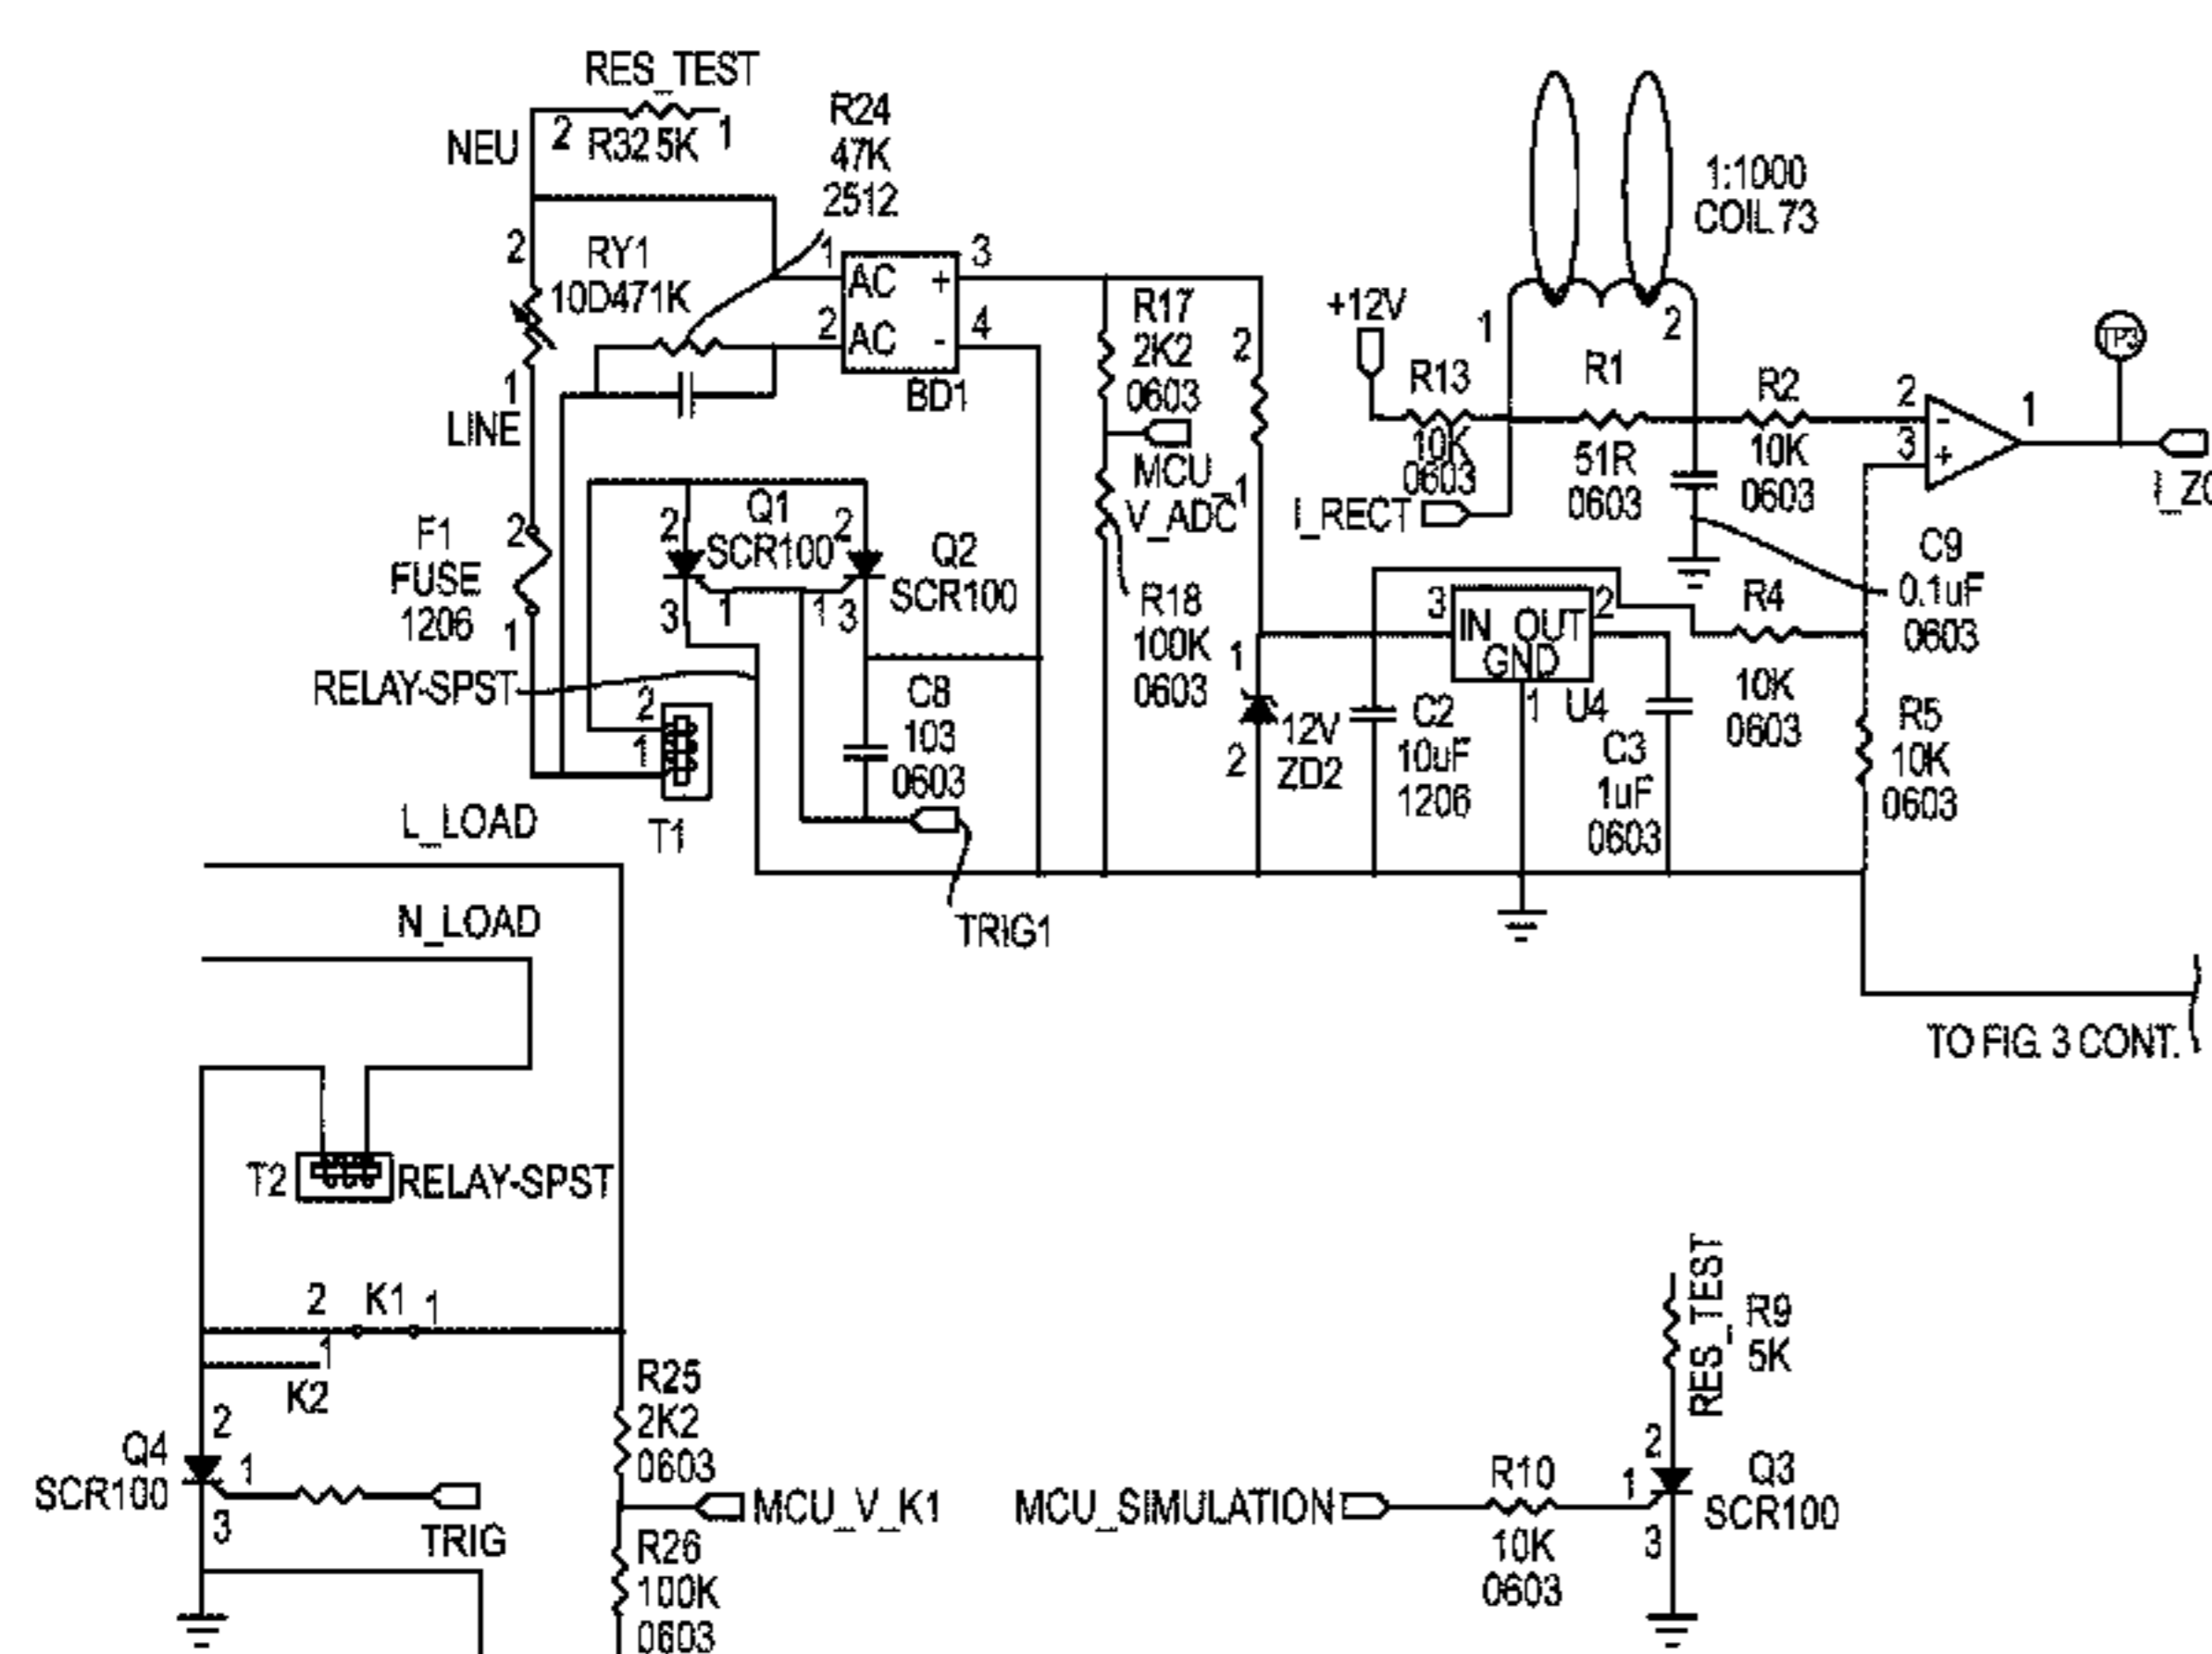 RES_TEST
NEU
2
R32 5K
1
R24
47K
2512
2
RY1
10D471K
1
LINE
1
AC
+
3
2
AC
-
4
BD1
R17
2K2
0603
MCU_
V_ADC
2
1
+12V
R13
10K
0603
I_RECT
1
2
1:1000
COIL 73
R1
51R
0603
R2
10K
0603
2
-
3
+
1
TP3
F1
FUSE
1206
2
1
Q1
SCR100
2
3
1
2
1
3
Q2
SCR100
R18
100K
0603
C9
0.1uF
0603
3
IN
OUT
2
GND
1
U4
R4
10K
0603
RELAY-SPST
2
1
T1
C8
103
0603
TRIG1
1
2
12V
ZD2
C2
10uF
1206
C3
1uF
0603
R5
10K
0603
L_LOAD
N_LOAD
TO FIG. 3 CONT.
T2
RELAY-SPST
2
K1
1
1
K2
2
Q4
SCR100
1
3
TRIG
R25
2K2
0603
MCU_V_K1
R26
100K
0603
MCU_SIMULATION
R10
10K
0603
RES_TEST
R9
5K
2
1
3
Q3
SCR100